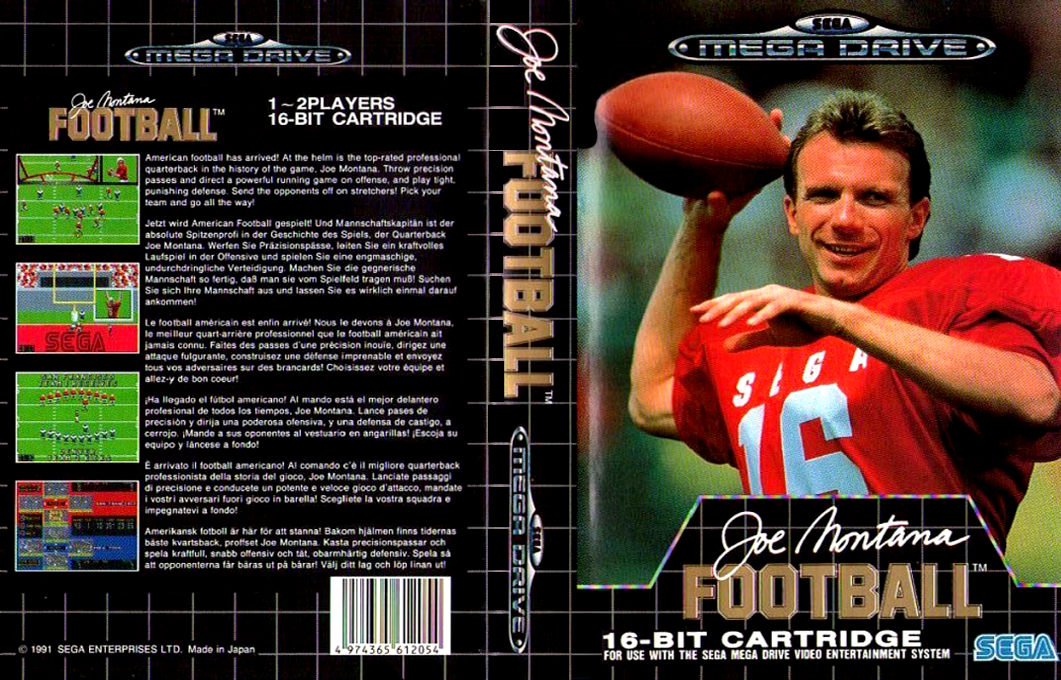 SEGA
MEGA DRIVE
Joe Montana
FOOTBALL™
1~2PLAYERS
16-BIT CARTRIDGE
American football has arrived! At the helm is the top-rated professional
quarterback in the history of the game, Joe Montana. Throw precision
passes and direct a powerful running game on offense, and play tight,
punishing defense. Send the opponents off on stretchers! Pick your
team and go all the way!
Jetzt wird American Football gespielt! Und Mannschaftskapitän ist der
absolute Spitzenprofi in der Geschichte des Spiels, der Quarterback
Joe Montana. Werfen Sie Präzisionspässe, leiten Sie ein kraftvolles
Laufspiel in der Offensive und spielen Sie eine engmaschige,
undurchdringliche Verteidigung. Machen Sie die gegnerische
Mannschaft so fertig, daß man sie vom Spielfeld tragen muß! Suchen
Sie sich Ihre Mannschaft aus und lassen Sie es wirklich einmal darauf
ankommen!
Le football américain est enfin arrivé! Nous le devons à Joe Montana,
le meilleur quart-arrière professionnel que le football américain ait
jamais connu. Faites des passes d'une précision inouïe, dirigez une
attaque fulgurante, construisez une défense imprenable et envoyez
tous vos adversaires sur des brancards! Choisissez votre équipe et
allez-y de bon coeur!
¡Ha llegado el fútbol americano! Al mando está el mejor delantero
profesional de todos los tiempos, Joe Montana. Lance pases de
precisión y dirija una poderosa ofensiva, y una defensa de castigo, a
cerrojo. ¡Mande a sus oponentes al vestuario en angarillas! ¡Escoja su
equipo y láncese a fondo!
È arrivato il football americano! Al comando c'è il migliore quarterback
professionista della storia del gioco, Joe Montana. Lanciate passaggi
di precisione e conducete un potente e veloce gioco d'attacco, mandate
i vostri avversari fuori gioco in barella! Scegliete la vostra squadra e
impegnatevi a fondo!
Amerikansk fotboll är här för att stanna! Bakom hjälmen finns tidernas
bäste kvartsback, proffset Joe Montana. Kasta precisionspassar och
spela kraftfull, snabb offensiv och tät, obarmhärtig defensiv. Spela så
att opponenterna får bäras ut på bårar! Välj ditt lag och löp linan ut!
SEGA
SAN FRANCISCO
TEAM RECEIVES
DENVER
© 1991 SEGA ENTERPRISES LTD. Made in Japan
4 974365 612054
Joe Montana
FOOTBALL™
SEGA
MEGA DRIVE
SEGA
MEGA DRIVE
SEGA
16
Joe Montana
FOOTBALL™
16-BIT CARTRIDGE
FOR USE WITH THE SEGA MEGA DRIVE VIDEO ENTERTAINMENT SYSTEM
SEGA